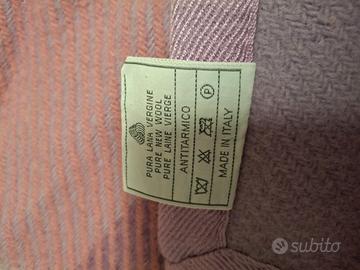 PURA LANA VERGINE
PURE NEW WOOL
PURE LAINE VIERGE
ANTITARMICO
P
MADE IN ITALY
subito